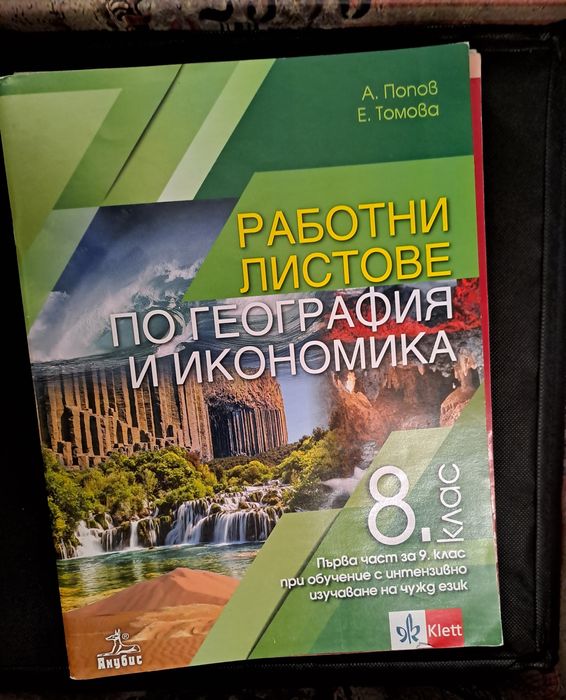 А. Попов
Е. Томова
РАБОТНИ
ЛИСТОВЕ
ПО ГЕОГРАФИЯ
И ИКОНОМИКА
8. клас
Първа част за 9. клас
при обучение с интензивно
изучаване на чужд език
Анубис
Klett